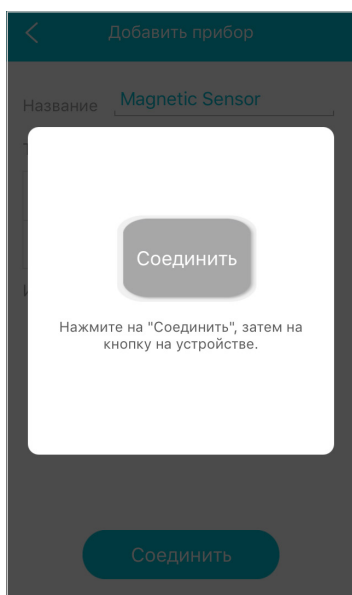 Добавить прибор
Название Magnetic Sensor
Соединить
Нажмите на "Соединить", затем на
кнопку на устройстве.
Соединить